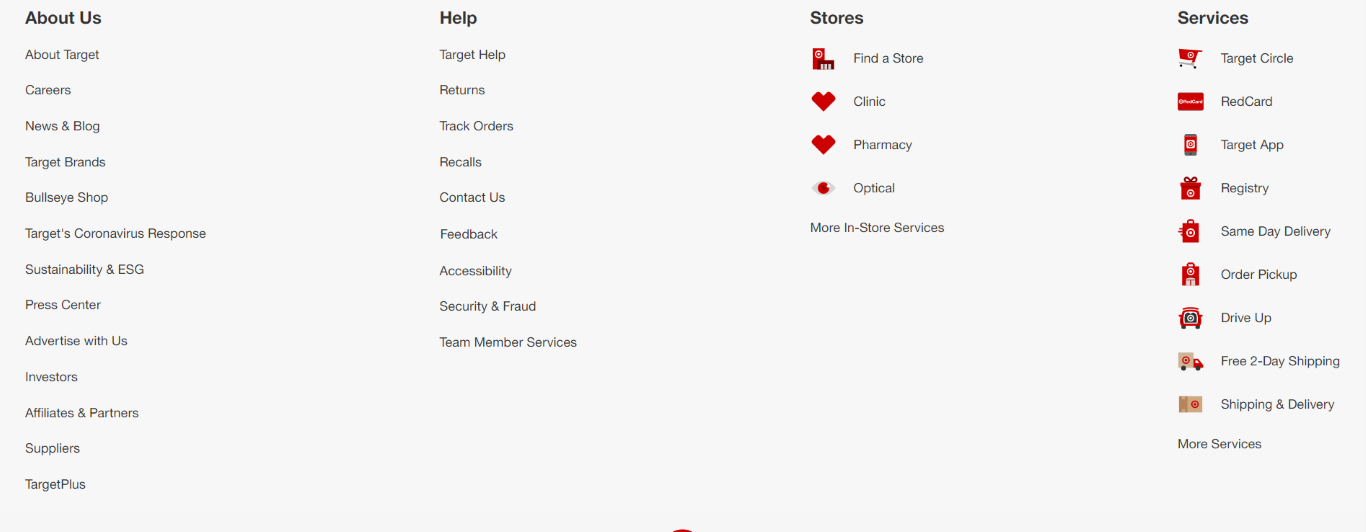 About Us
About Target
Careers
News & Blog
Target Brands
Bullseye Shop
Target's Coronavirus Response
Sustainability & ESG
Press Center
Advertise with Us
Investors
Affiliates & Partners
Suppliers
TargetPlus
Help
Target Help
Returns
Track Orders
Recalls
Contact Us
Feedback
Accessibility
Security & Fraud
Team Member Services
Stores
Find a Store
Clinic
Pharmacy
Optical
More In-Store Services
Services
Target Circle
RedCard
RedCard
Target App
Registry
Same Day Delivery
Order Pickup
Drive Up
Free 2-Day Shipping
Shipping & Delivery
More Services